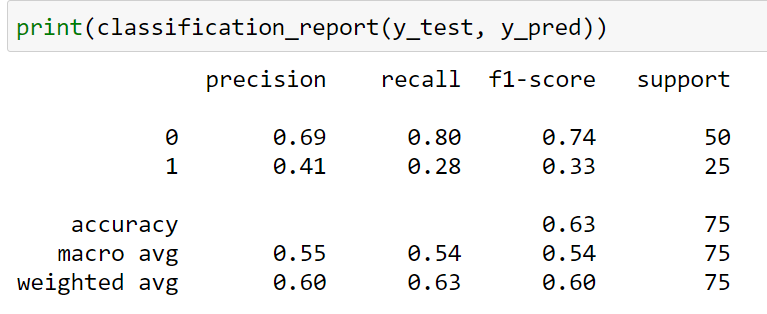 print(classification_report(y_test, y_pred))
precision recall f1-score support
0 0.69 0.80 0.74 50
1 0.41 0.28 0.33 25
accuracy 0.63 75
macro avg 0.55 0.54 0.54 75
weighted avg 0.60 0.63 0.60 75